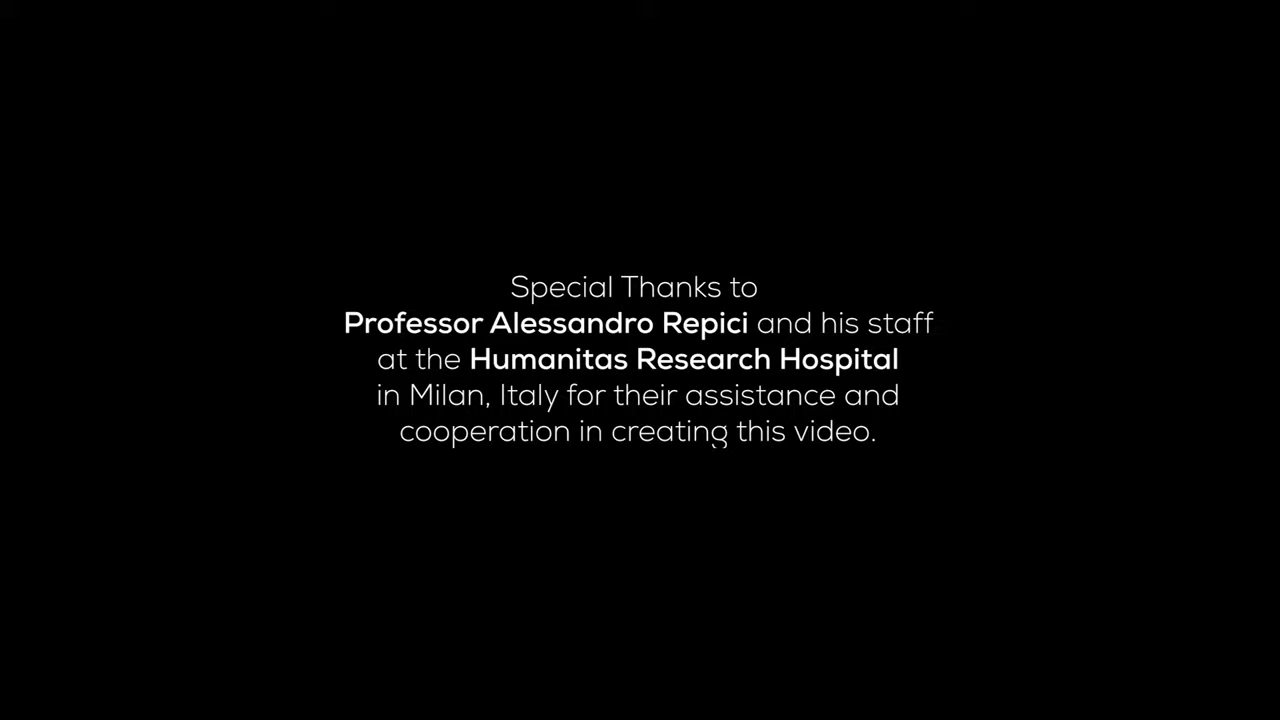 Special Thanks to
Professor Alessandro Repici and his staff
at the Humanitas Research Hospital
in Milan, Italy for their assistance and
cooperation in creating this video.